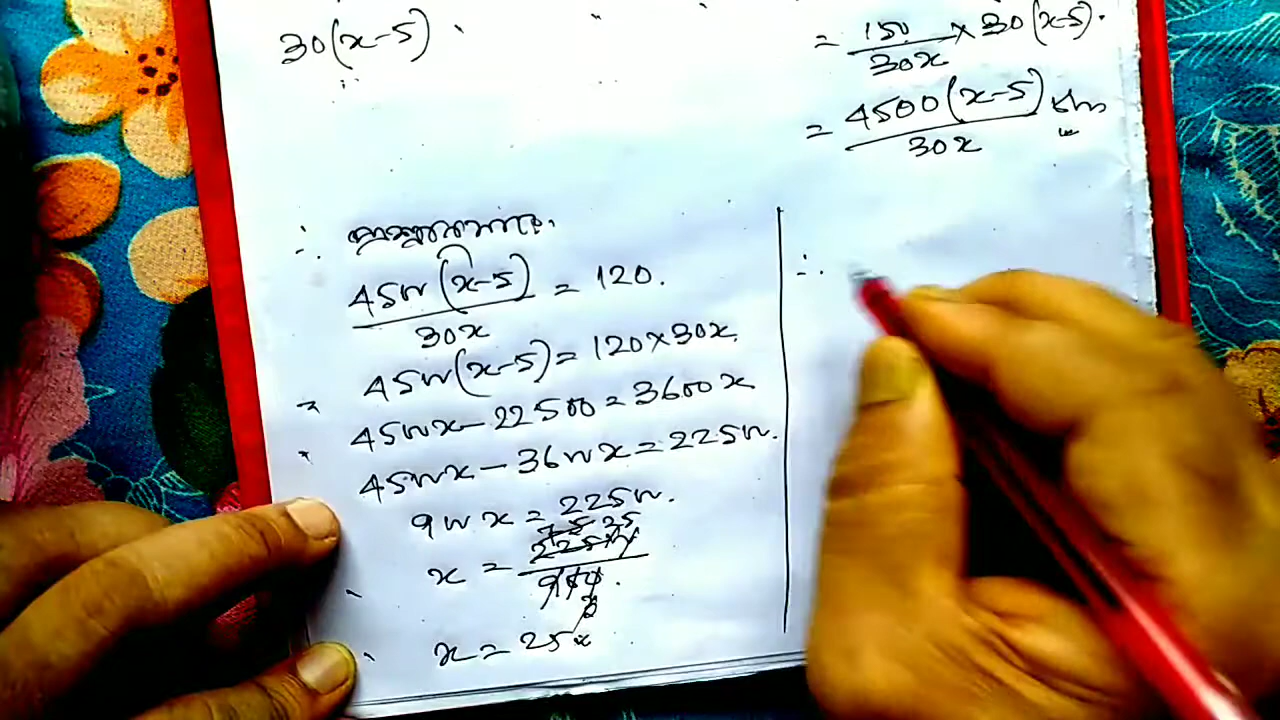 30(x-5)
= 150/30x × 30(x-5).
= 4500(x-5)/30x
∴ প্রশ্নানুসারে,
4500(x-5)/30x = 120.
4500(x-5) = 120×30x.
4500x - 22500 = 3600x
4500x - 3600x = 22500.
900x = 22500.
x = 22500/900.
x = 25
∴